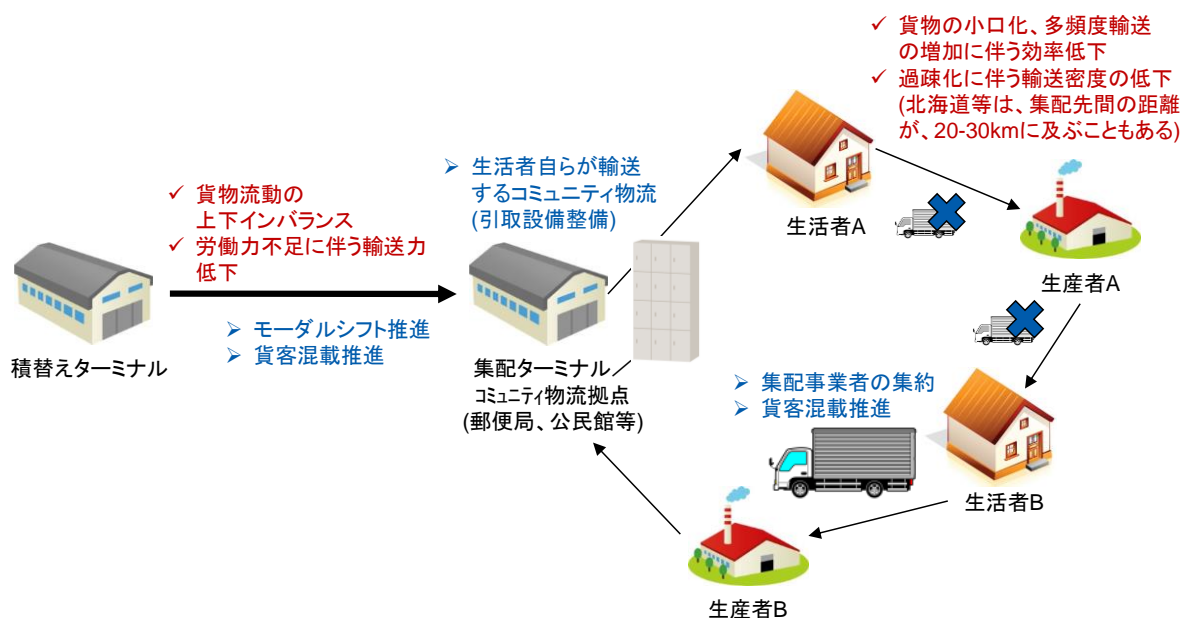 ✓ 貨物の小口化、多頻度輸送
の増加に伴う効率低下
✓ 過疎化に伴う輸送密度の低下
(北海道等は、集配先間の距離
が、20-30kmに及ぶこともある)
➢ 生活者自らが輸送
するコミュニティ物流
(引取設備整備)
✓ 貨物流動の
上下インバランス
✓ 労働力不足に伴う輸送力
低下
➢ モーダルシフト推進
➢ 貨客混載推進
積替えターミナル
集配ターミナル/
コミュニティ物流拠点
(郵便局、公民館等)
生活者A
生産者A
➢ 集配事業者の集約
➢ 貨客混載推進
生活者B
生産者B